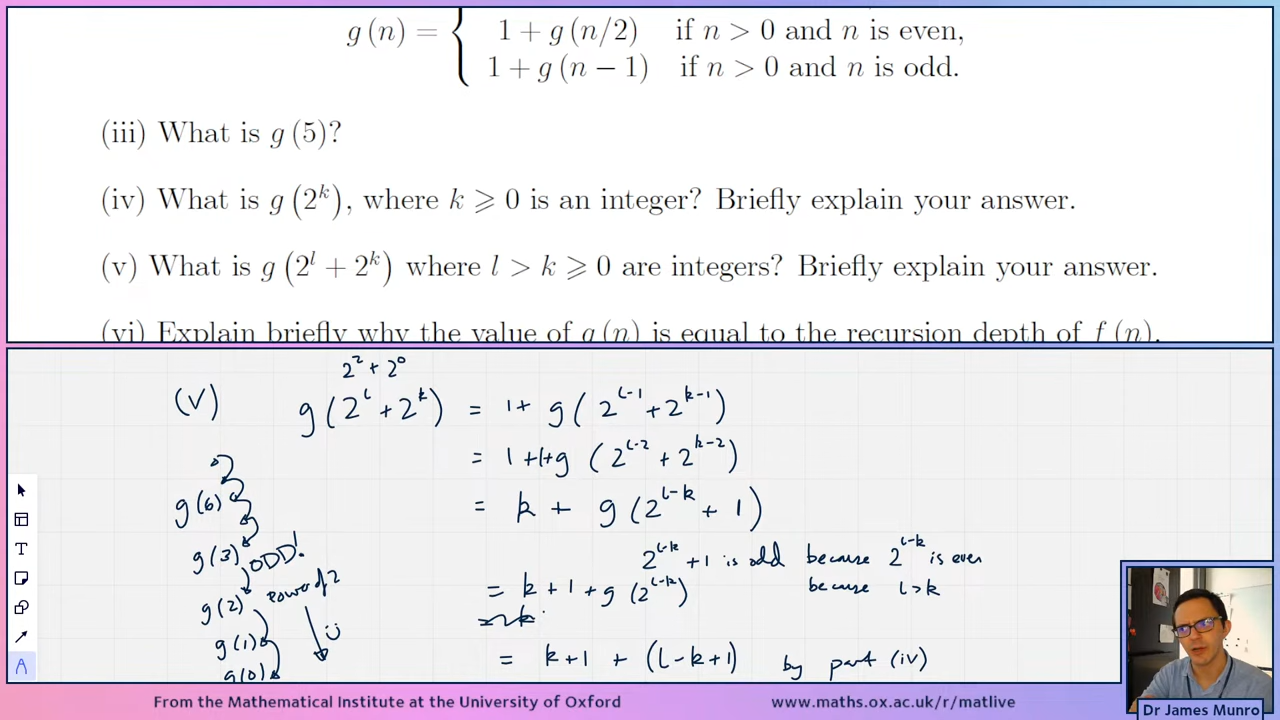 g (n) = { 1 + g (n/2) if n > 0 and n is even,
1 + g (n − 1) if n > 0 and n is odd.
(iii) What is g (5)?
(iv) What is g (2^k), where k ⩾ 0 is an integer? Briefly explain your answer.
(v) What is g (2^l + 2^k) where l > k ⩾ 0 are integers? Briefly explain your answer.
(vi) Explain briefly why the value of g (n) is equal to the recursion depth of f (n).
2^2 + 2^0
(v) g (2^l + 2^k) = 1+ g (2^{l-1} + 2^{k-1})
= 1+1+g (2^{l-2} + 2^{k-2})
g(6)
= k + g (2^{l-k} + 1)
g(3) ODD!
2^{l-k} + 1 is odd because 2^{l-k} is even
because l > k
= k + 1 + g (2^{l-k})
g(2) power of 2
g(1)
g(0)
= k+1 + (l-k+1) by part (iv)
From the Mathematical Institute at the University of Oxford
www.maths.ox.ac.uk/r/matlive
Dr James Munro